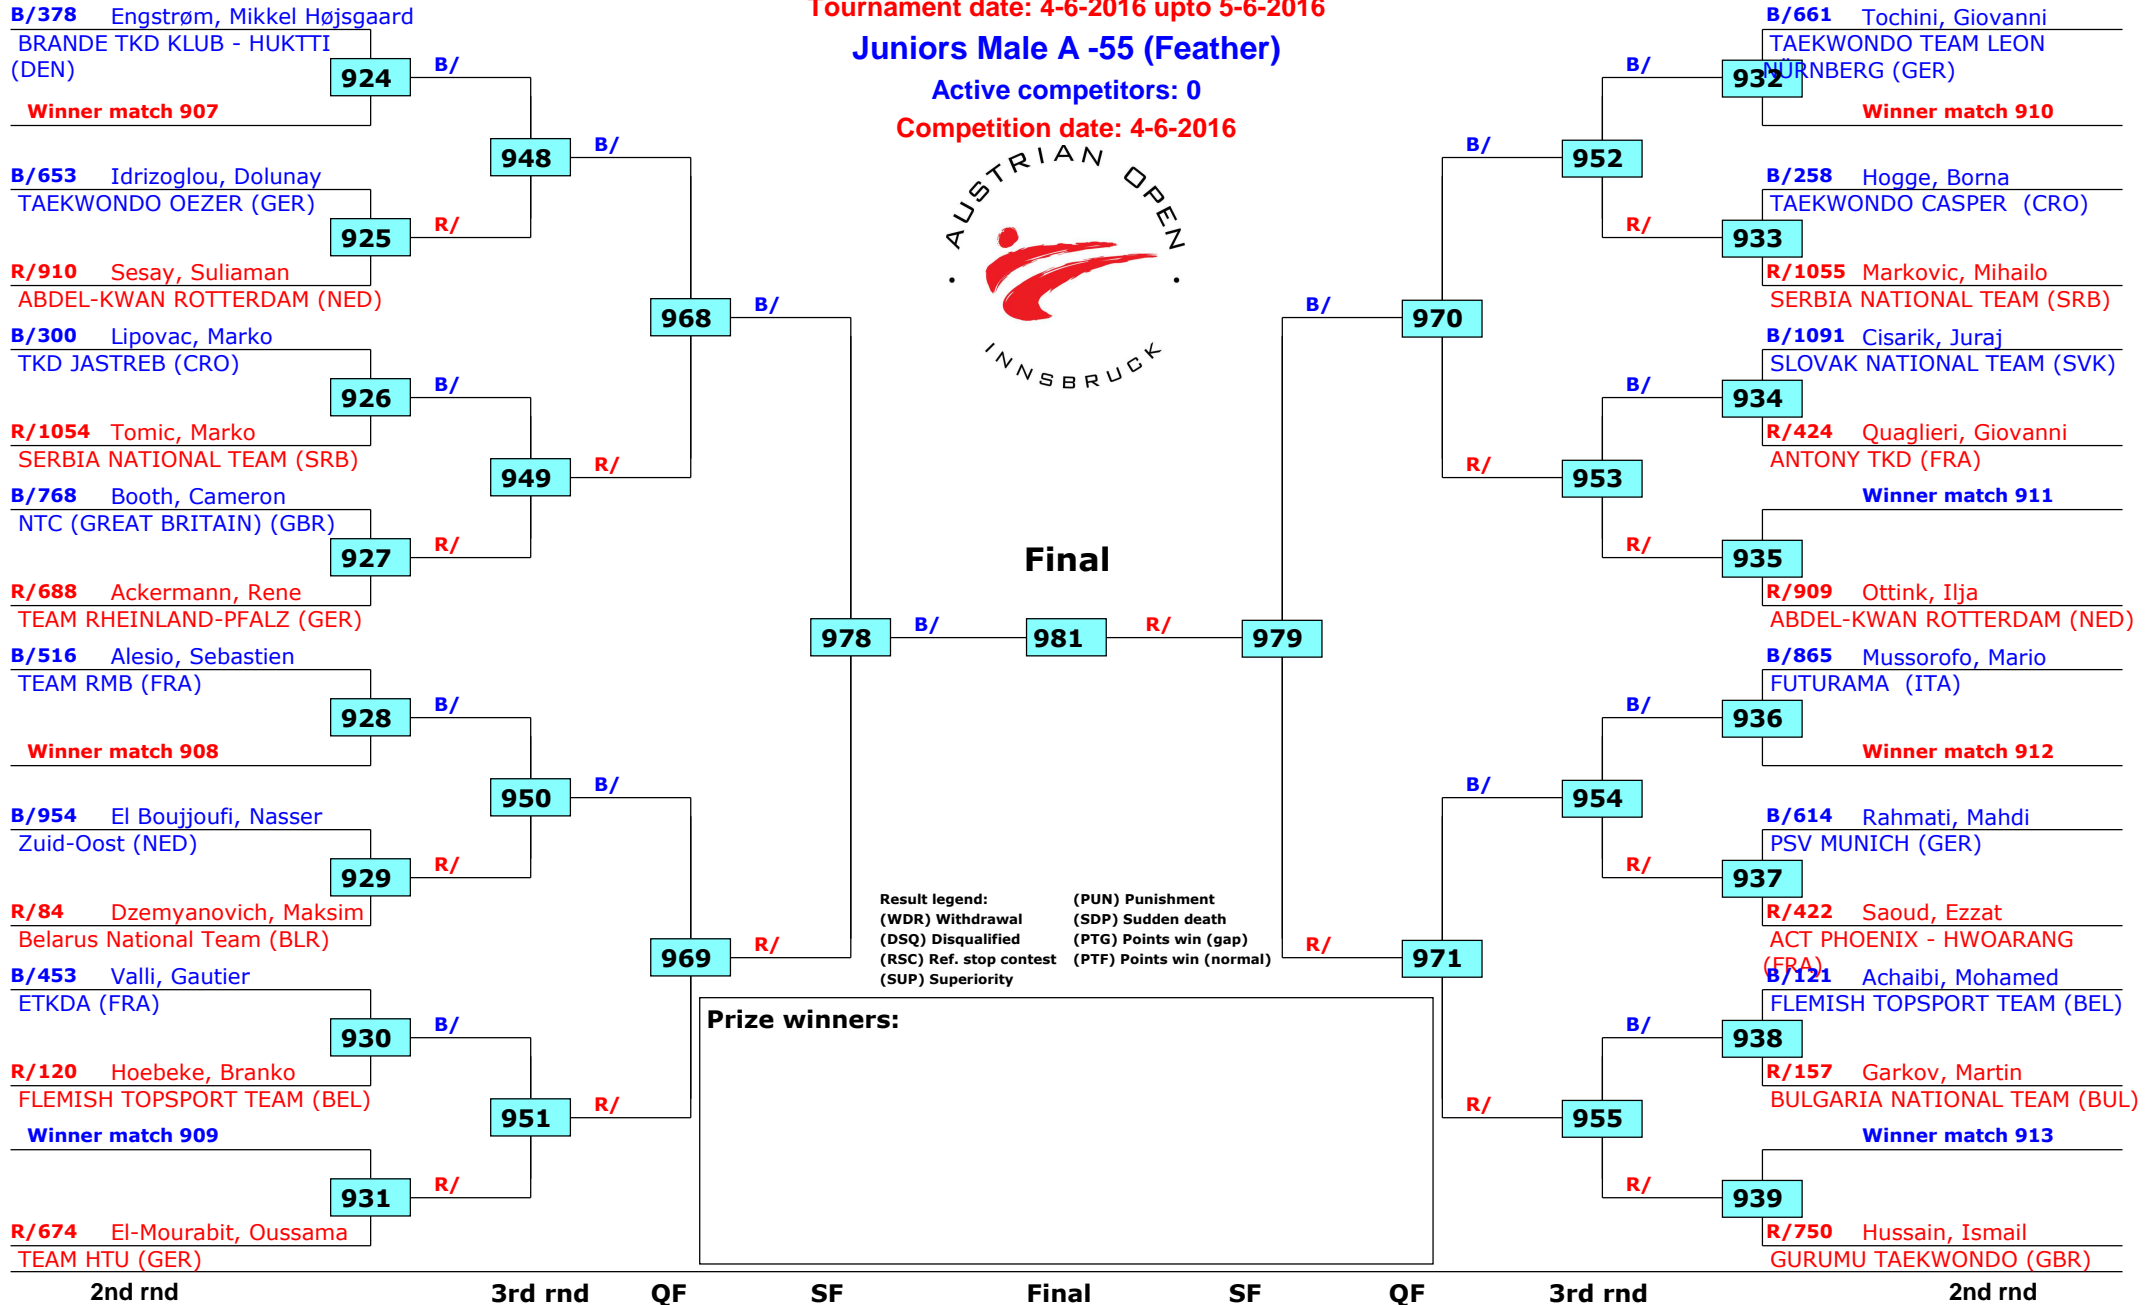 Tournament date: 4-6-2016 upto 5-6-2016
Juniors Male A -55 (Feather)
Active competitors: 0
Competition date: 4-6-2016
AUSTRIAN OPEN
INNSBRUCK
B/378 Engstrøm, Mikkel Højsgaard
BRANDE TKD KLUB - HUKTTI
(DEN)
924
Winner match 907
B/653 Idrizoglou, Dolunay
TAEKWONDO OEZER (GER)
925
R/910 Sesay, Suliaman
ABDEL-KWAN ROTTERDAM (NED)
B/300 Lipovac, Marko
TKD JASTREB (CRO)
926
R/1054 Tomic, Marko
SERBIA NATIONAL TEAM (SRB)
B/768 Booth, Cameron
NTC (GREAT BRITAIN) (GBR)
927
R/688 Ackermann, Rene
TEAM RHEINLAND-PFALZ (GER)
B/516 Alesio, Sebastien
TEAM RMB (FRA)
928
Winner match 908
B/954 El Boujjoufi, Nasser
Zuid-Oost (NED)
929
R/84 Dzemyanovich, Maksim
Belarus National Team (BLR)
B/453 Valli, Gautier
ETKDA (FRA)
930
R/120 Hoebeke, Branko
FLEMISH TOPSPORT TEAM (BEL)
Winner match 909
931
R/674 El-Mourabit, Oussama
TEAM HTU (GER)
B/
R/
B/
R/
B/
R/
B/
R/
948
949
950
951
B/
R/
B/
R/
968
969
B/
R/
978
B/
Final
981
R/
979
B/
R/
970
971
B/
R/
B/
R/
952
953
954
955
B/
R/
B/
R/
B/
R/
B/
R/
B/661 Tochini, Giovanni
TAEKWONDO TEAM LEON
NÜRNBERG (GER)
932
Winner match 910
B/258 Hogge, Borna
TAEKWONDO CASPER (CRO)
933
R/1055 Markovic, Mihailo
SERBIA NATIONAL TEAM (SRB)
B/1091 Cisarik, Juraj
SLOVAK NATIONAL TEAM (SVK)
934
R/424 Quaglieri, Giovanni
ANTONY TKD (FRA)
Winner match 911
935
R/909 Ottink, Ilja
ABDEL-KWAN ROTTERDAM (NED)
B/865 Mussorofo, Mario
FUTURAMA (ITA)
936
Winner match 912
B/614 Rahmati, Mahdi
PSV MUNICH (GER)
937
R/422 Saoud, Ezzat
ACT PHOENIX - HWOARANG
(FRA)
B/121 Achaibi, Mohamed
FLEMISH TOPSPORT TEAM (BEL)
938
R/157 Garkov, Martin
BULGARIA NATIONAL TEAM (BUL)
Winner match 913
939
R/750 Hussain, Ismail
GURUMU TAEKWONDO (GBR)
Result legend: (PUN) Punishment
(WDR) Withdrawal (SDP) Sudden death
(DSQ) Disqualified (PTG) Points win (gap)
(RSC) Ref. stop contest (PTF) Points win (normal)
(SUP) Superiority
Prize winners:
2nd rnd 3rd rnd QF SF Final SF QF 3rd rnd 2nd rnd